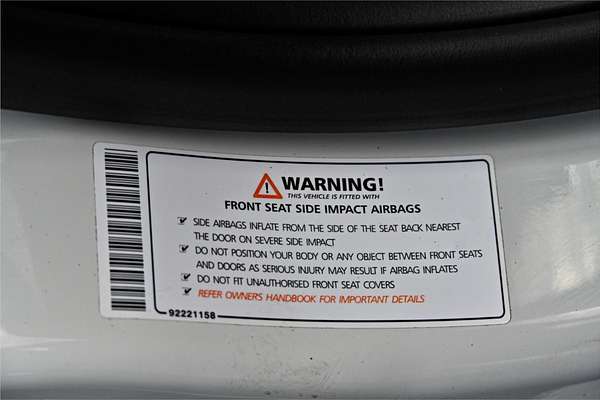 WARNING!
THIS VEHICLE IS FITTED WITH
FRONT SEAT SIDE IMPACT AIRBAGS
SIDE AIRBAGS INFLATE FROM THE SIDE OF THE SEAT BACK NEAREST
THE DOOR ON SEVERE SIDE IMPACT
DO NOT POSITION YOUR BODY OR ANY OBJECT BETWEEN FRONT SEATS
AND DOORS AS SERIOUS INJURY MAY RESULT IF AIRBAG INFLATES
DO NOT FIT UNAUTHORISED FRONT SEAT COVERS
REFER OWNERS HANDBOOK FOR IMPORTANT DETAILS
92221158